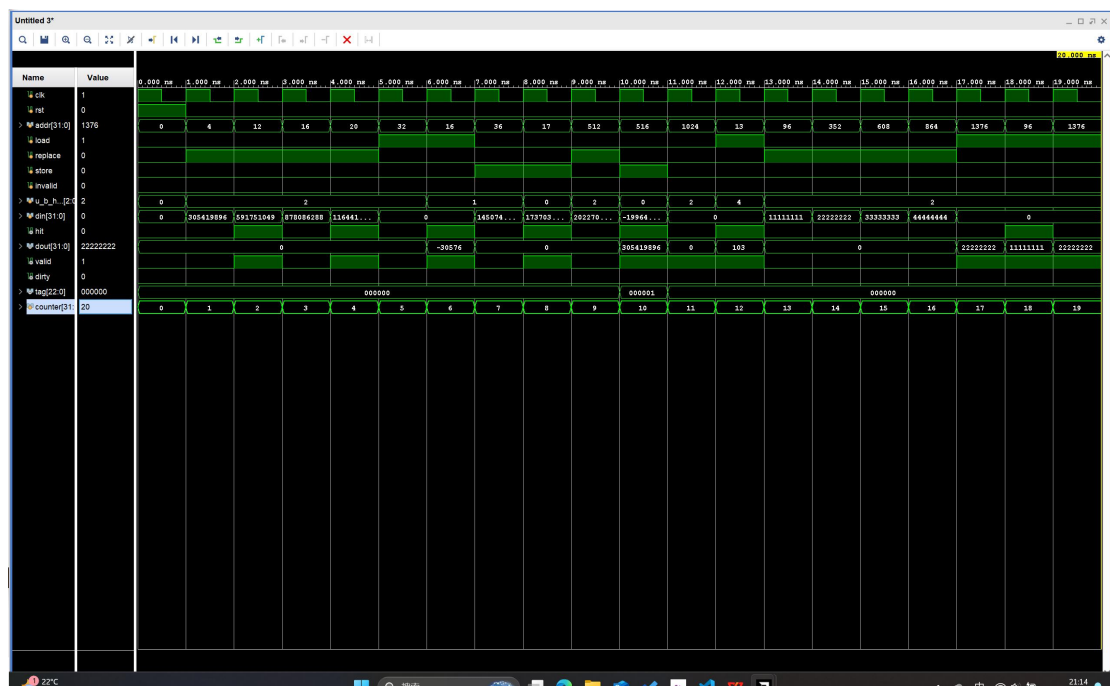 Untitled 3*
20.000 ns
Name Value 0.000 ns 1.000 ns 2.000 ns 3.000 ns 4.000 ns 5.000 ns 6.000 ns 7.000 ns 8.000 ns 9.000 ns 10.000 ns 11.000 ns 12.000 ns 13.000 ns 14.000 ns 15.000 ns 16.000 ns 17.000 ns 18.000 ns 19.000 ns
clk 1
rst 0
addr[31:0] 1376 0 4 12 16 20 32 16 36 17 512 516 1024 13 96 352 608 864 1376 96 1376
load 1
replace 0
store 0
invalid 0
u_b_h...[2:0 2 0 2 1 0 2 0 2 4 2
din[31:0] 0 0 305419896 591751049 878086288 116441... 0 145074... 173703... 202270... -19964... 0 11111111 22222222 33333333 44444444 0
hit 0
dout[31:0] 22222222 0 -30576 0 305419896 0 103 0 22222222 11111111 22222222
valid 1
dirty 0
tag[22:0] 000000 000000 000001 000000
counter[31: 20 0 1 2 3 4 5 6 7 8 9 10 11 12 13 14 15 16 17 18 19
1 22°C 搜索 中 21:14